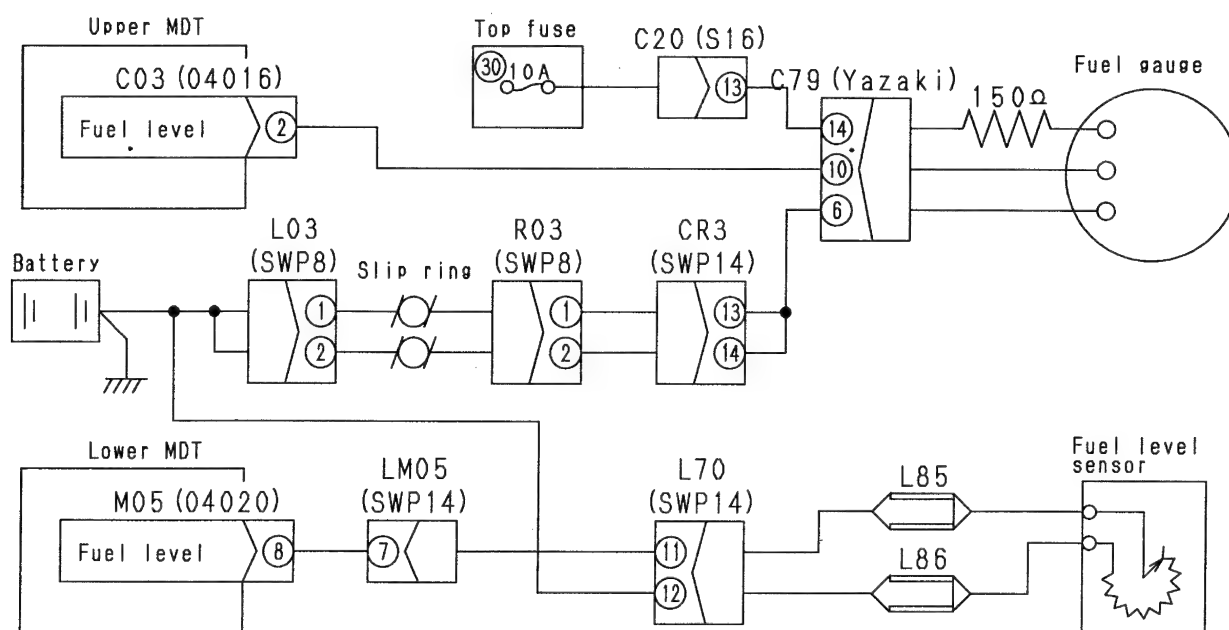 Upper MDT
C03 (04016)
Fuel level
2
Top fuse
30
10A
C20 (S16)
13
C79 (Yazaki)
14
10
6
150Ω
Fuel gauge
Battery
L03
(SWP8)
1
2
Slip ring
R03
(SWP8)
1
2
CR3
(SWP14)
13
14
Lower MDT
M05 (04020)
Fuel level
8
LM05
(SWP14)
7
L70
(SWP14)
11
12
L85
L86
Fuel level
sensor